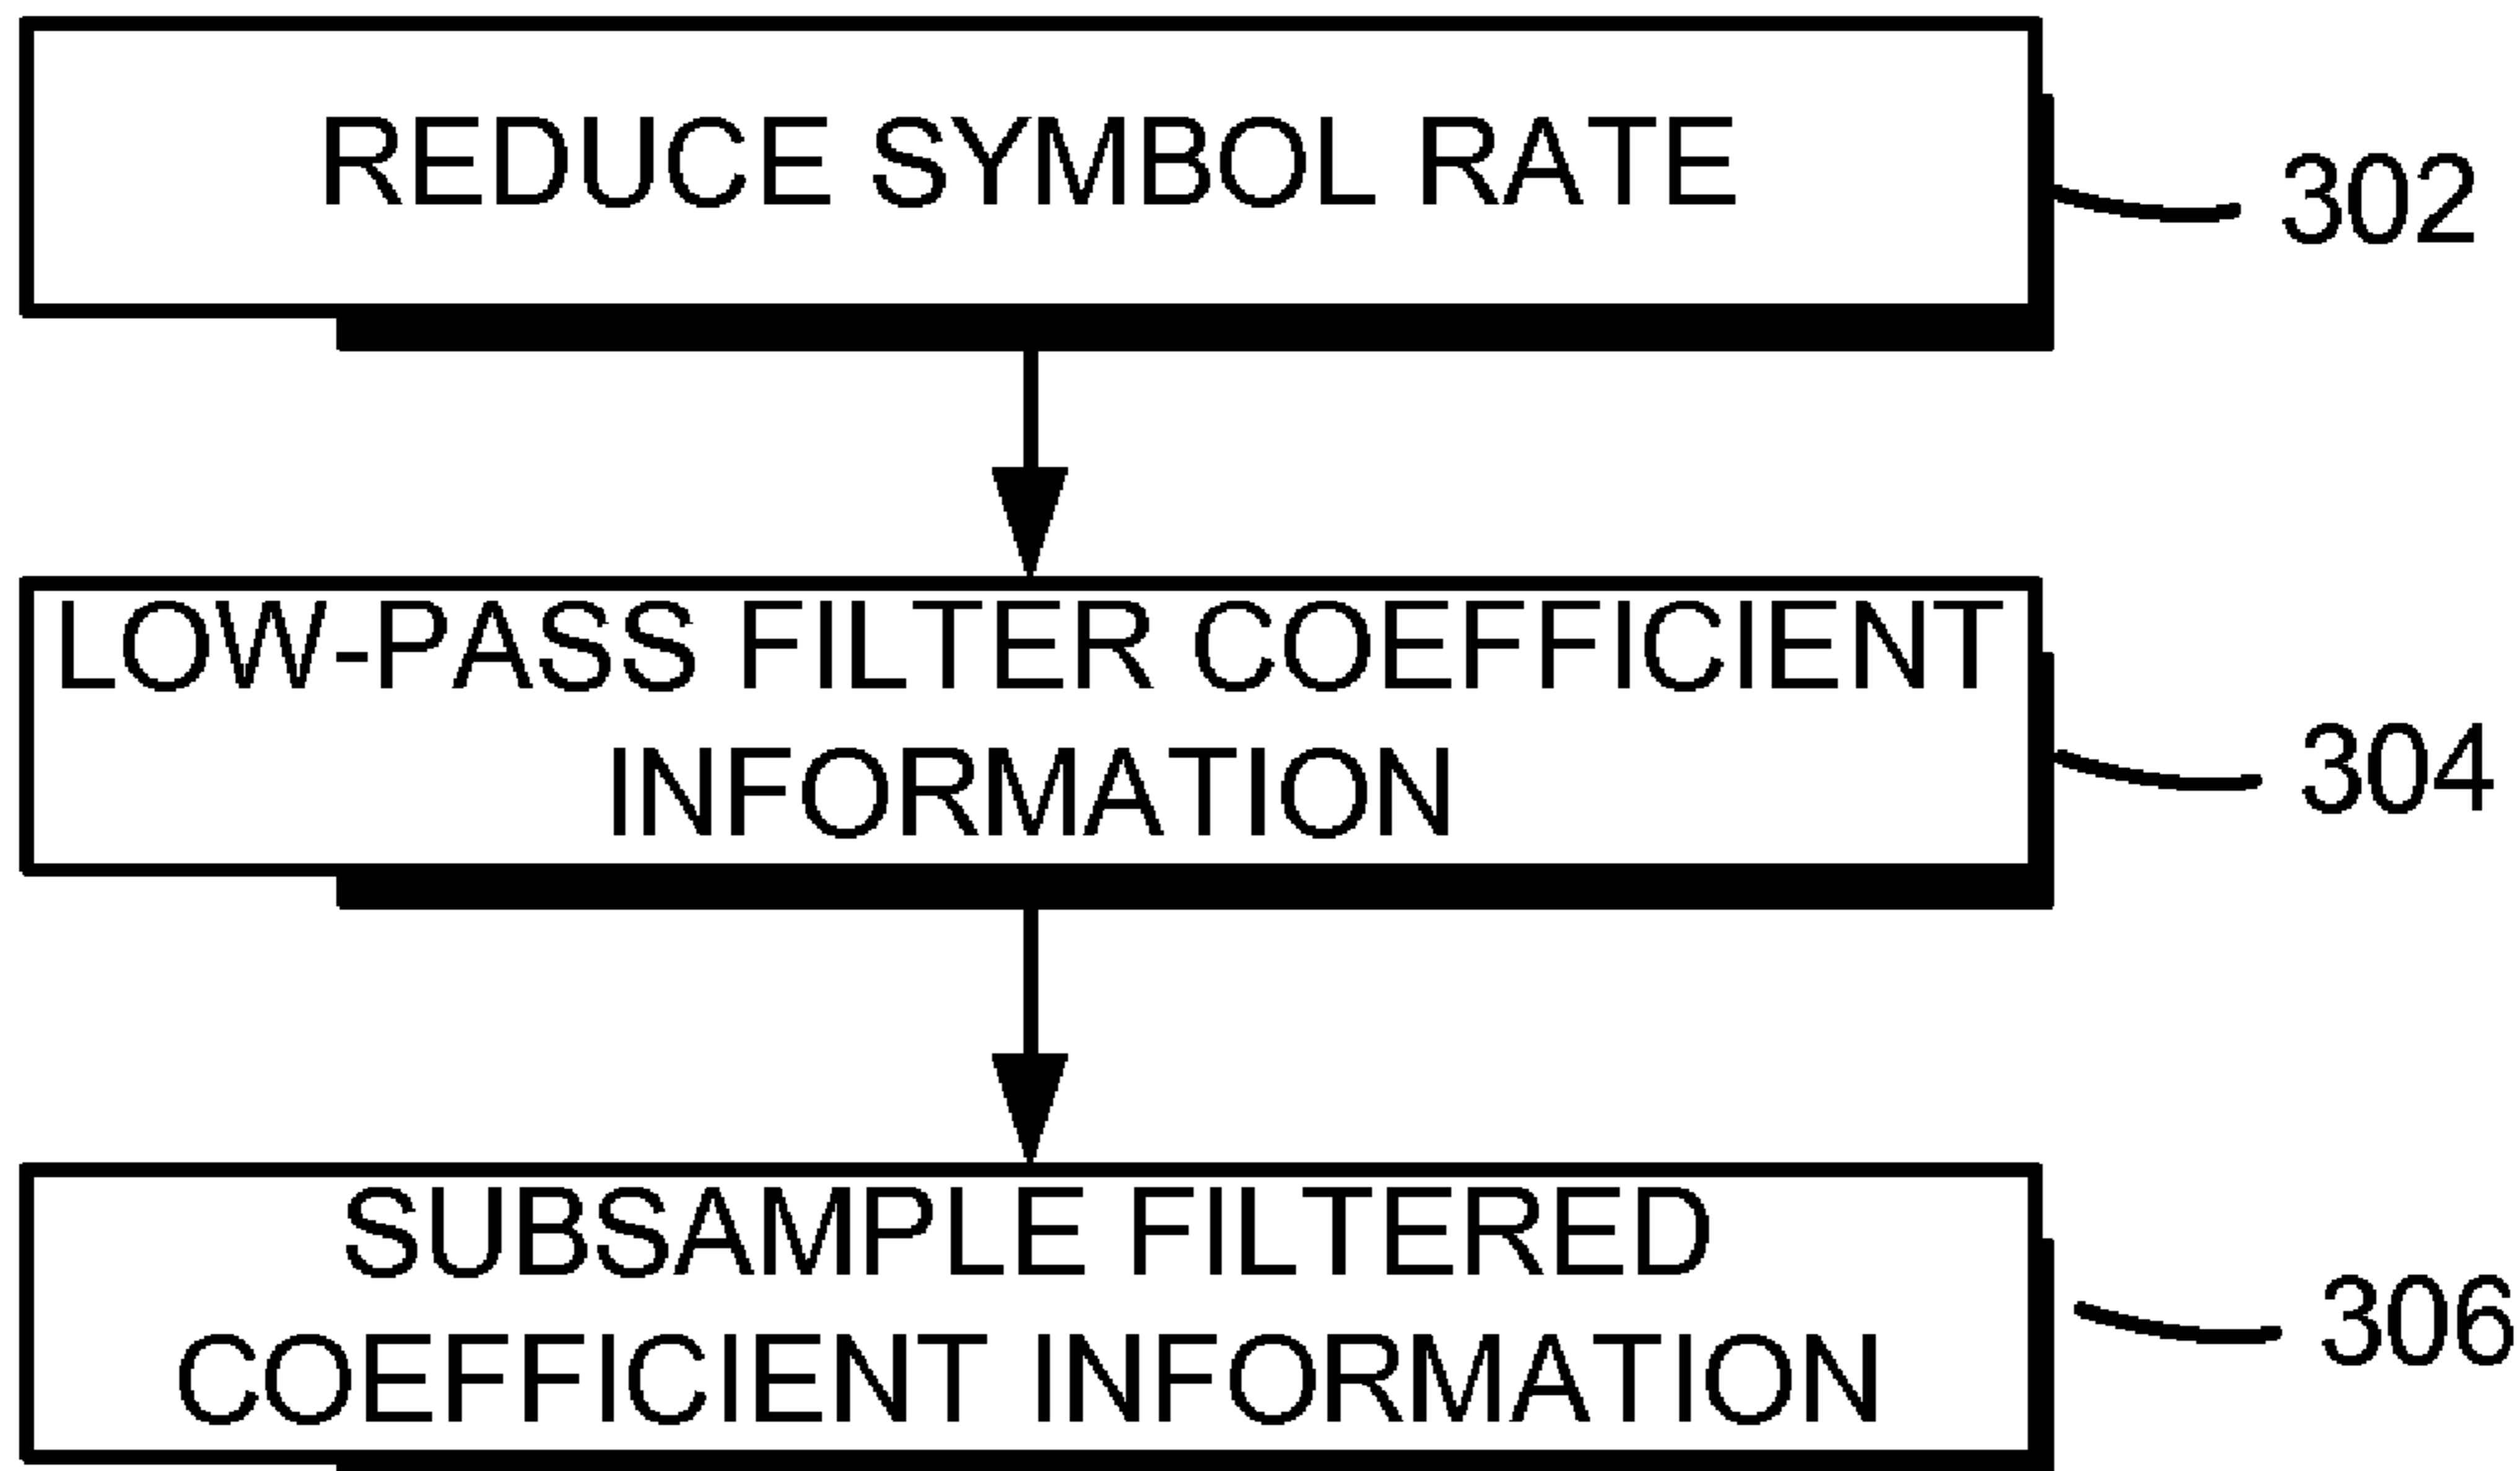 REDUCE SYMBOL RATE
302
LOW-PASS FILTER COEFFICIENT
INFORMATION
304
SUBSAMPLE FILTERED
COEFFICIENT INFORMATION
306